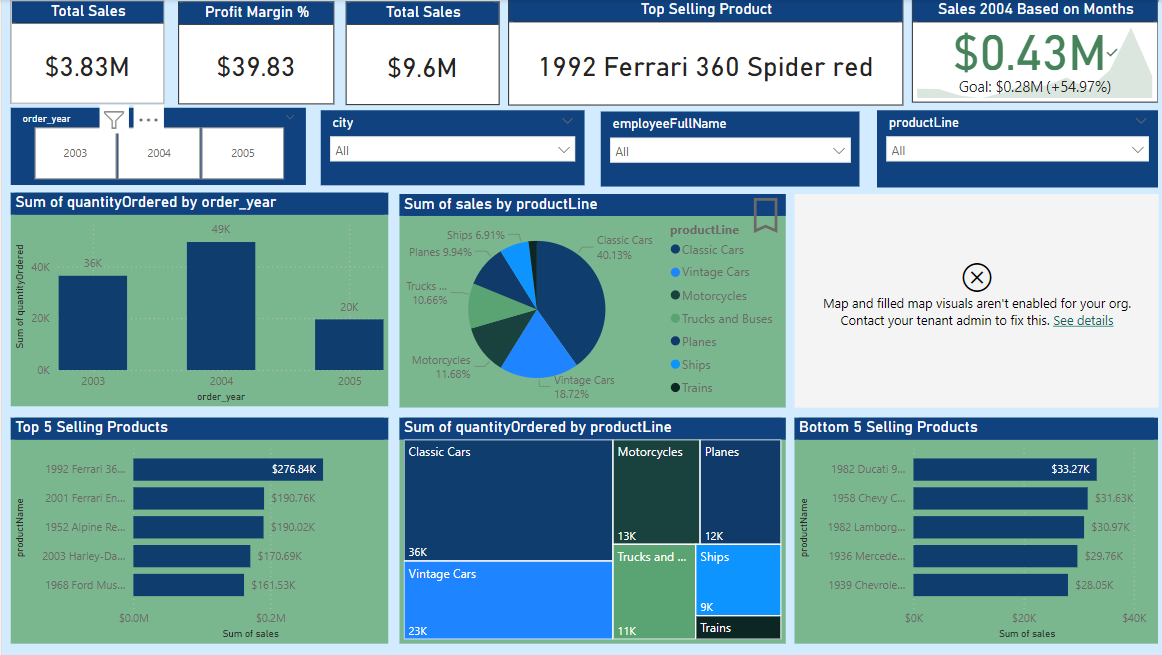 Total Sales
$3.83M
Profit Margin %
$39.83
Total Sales
$9.6M
Top Selling Product
1992 Ferrari 360 Spider red
Sales 2004 Based on Months
$0.43M
Goal: $0.28M (+54.97%)
order_year
2003
2004
2005
city
All
employeeFullName
All
productLine
All
Sum of quantityOrdered by order_year
Sum of quantityOrdered
40K
20K
0K
36K
49K
20K
2003
2004
2005
order_year
Sum of sales by productLine
Ships 6.91%
Planes 9.94%
Trucks ...
10.66%
Motorcycles
11.68%
Classic Cars
40.13%
Vintage Cars
18.72%
productLine
Classic Cars
Vintage Cars
Motorcycles
Trucks and Buses
Planes
Ships
Trains
Map and filled map visuals aren't enabled for your org.
Contact your tenant admin to fix this. See details
Top 5 Selling Products
productName
1992 Ferrari 36...
$276.84K
2001 Ferrari En...
$190.76K
1952 Alpine Re...
$190.02K
2003 Harley-Da...
$170.69K
1968 Ford Mus...
$161.53K
$0.0M
$0.2M
Sum of sales
Sum of quantityOrdered by productLine
Classic Cars
36K
Vintage Cars
23K
Motorcycles
13K
Planes
12K
Trucks and ...
11K
Ships
9K
Trains
Bottom 5 Selling Products
productName
1982 Ducati 9...
$33.27K
1958 Chevy C...
$31.63K
1982 Lamborg...
$30.97K
1936 Mercede...
$29.76K
1939 Chevrole...
$28.05K
$0K
$20K
$40K
Sum of sales